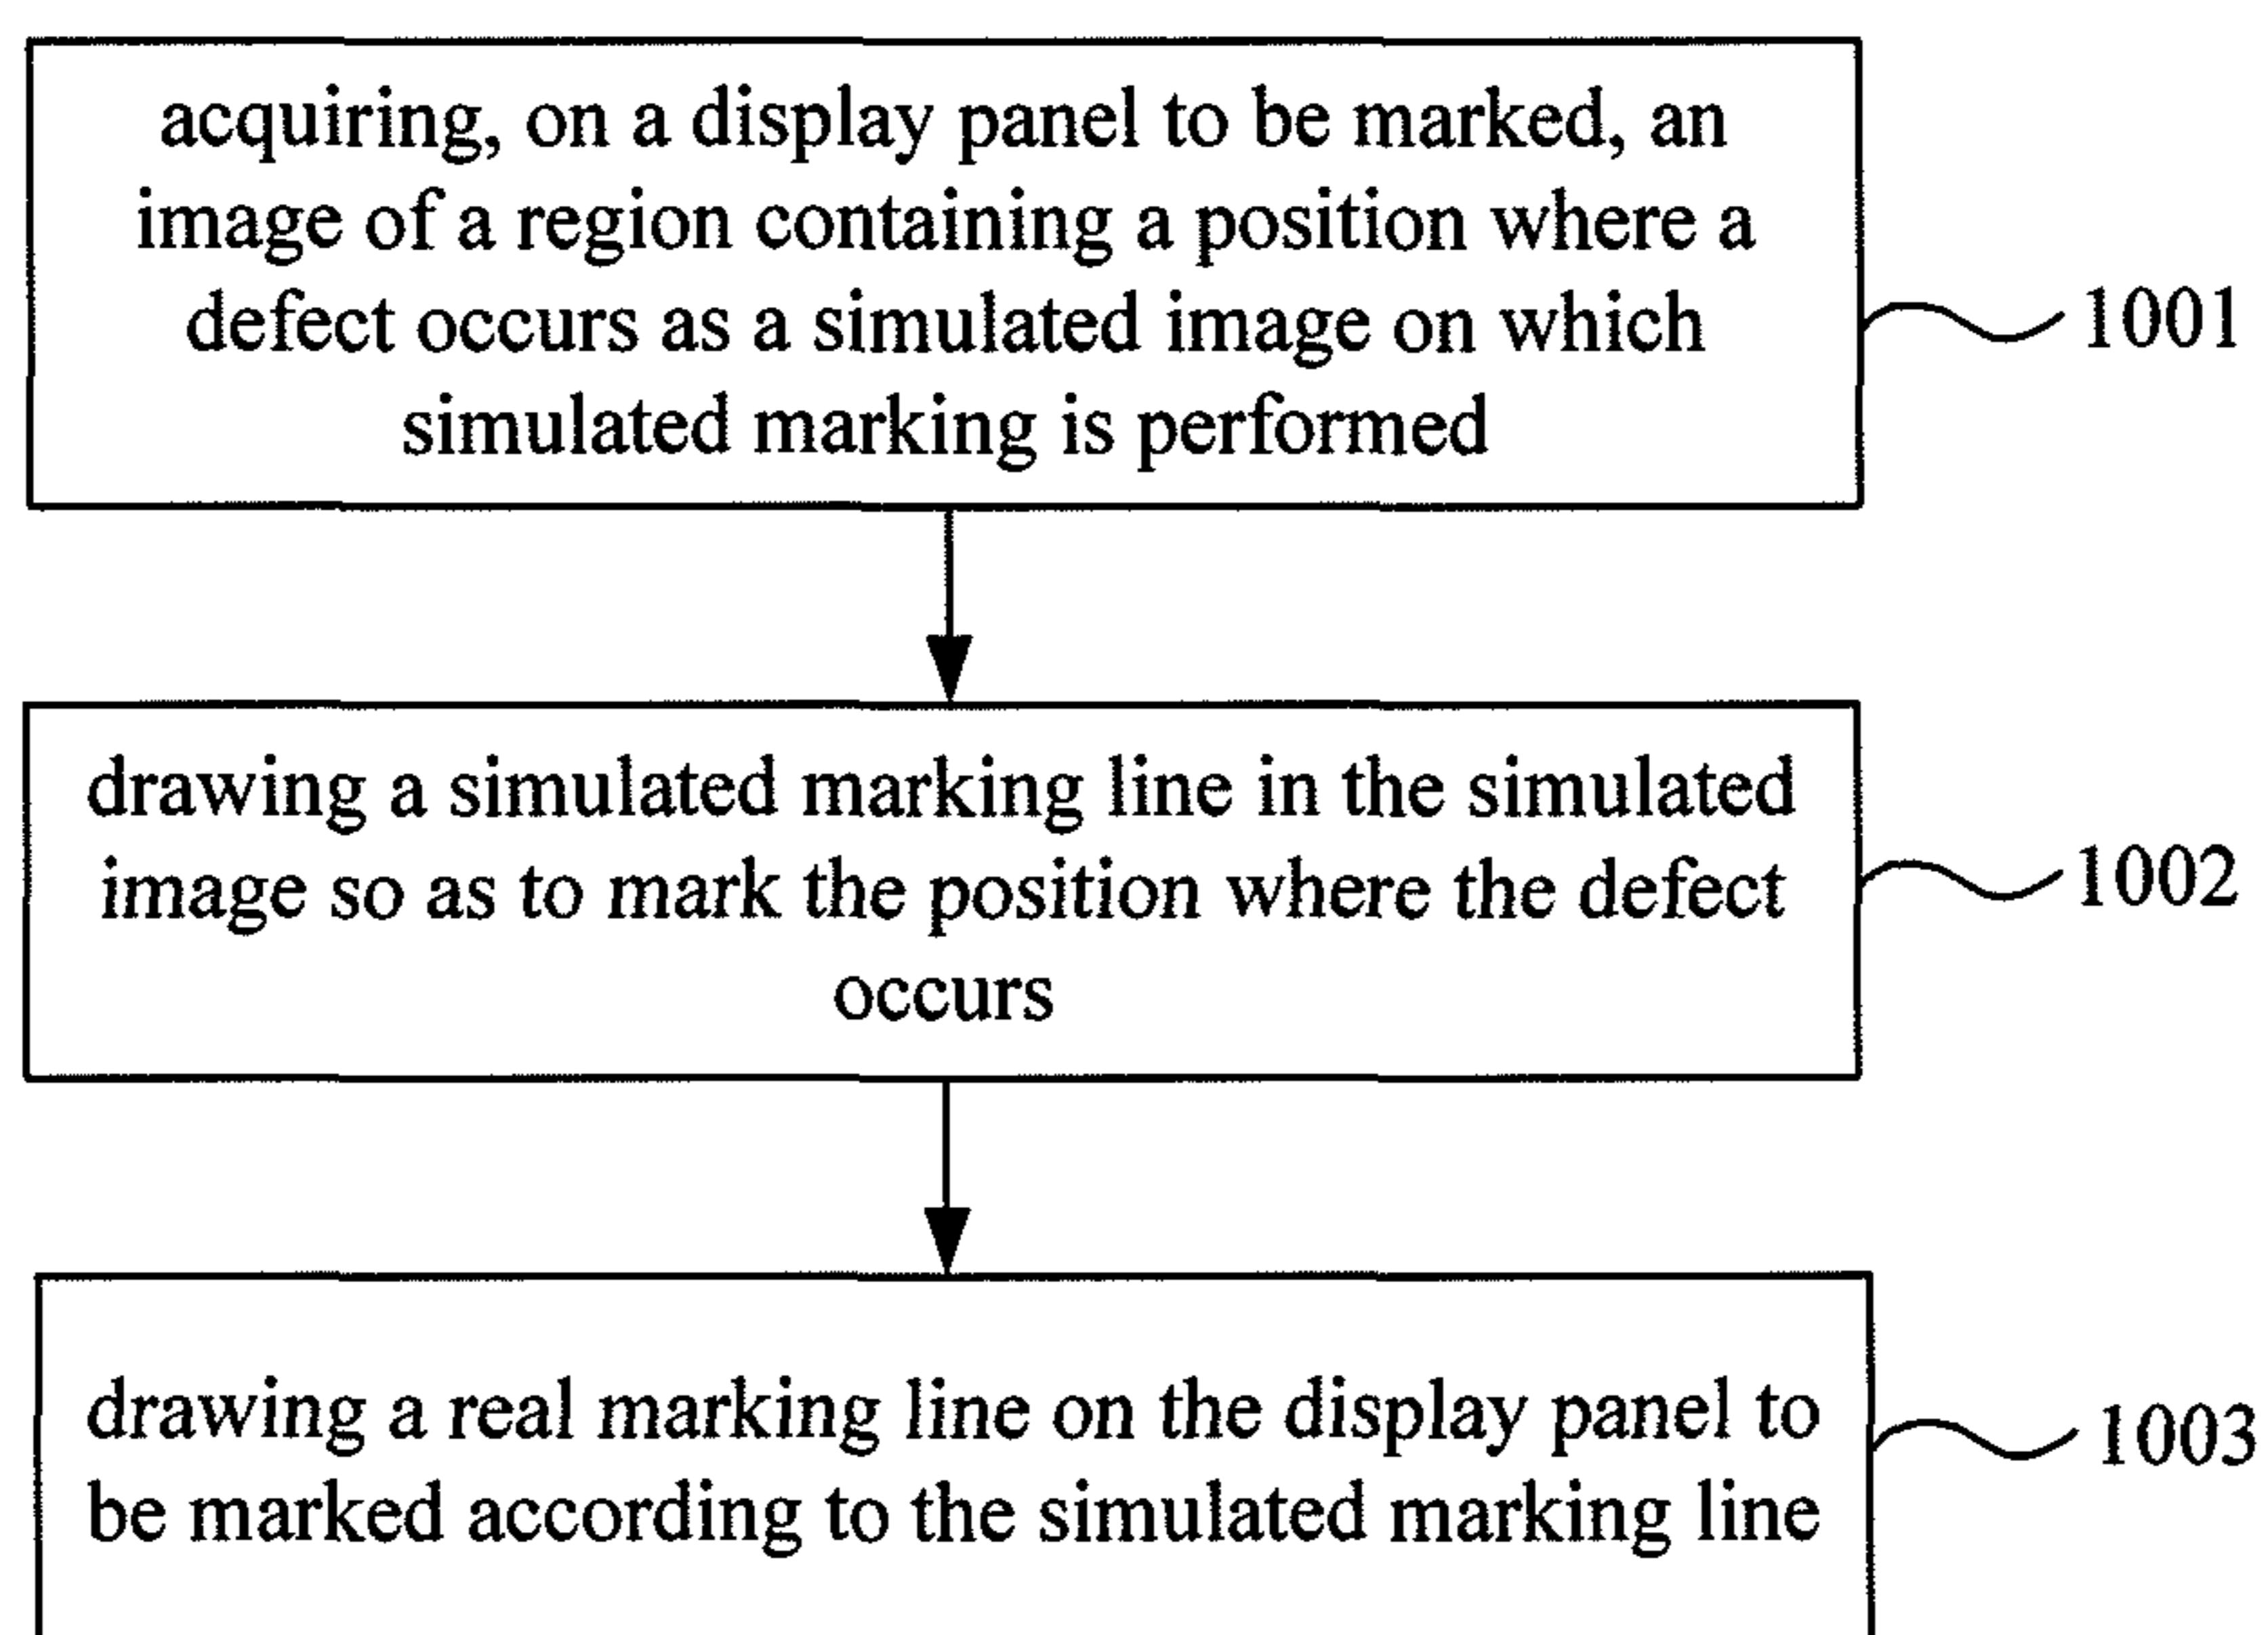 acquiring, on a display panel to be marked, an
image of a region containing a position where a
defect occurs as a simulated image on which
simulated marking is performed
1001
drawing a simulated marking line in the simulated
image so as to mark the position where the defect
occurs
1002
drawing a real marking line on the display panel to
be marked according to the simulated marking line
1003